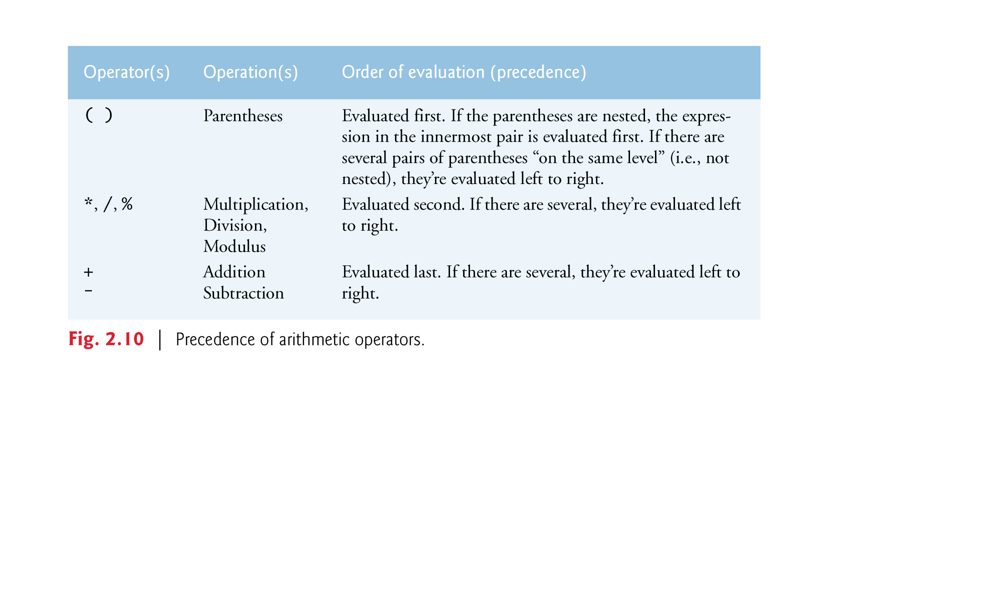 Operator(s) Operation(s) Order of evaluation (precedence)
( ) Parentheses Evaluated first. If the parentheses are nested, the expres-
sion in the innermost pair is evaluated first. If there are
several pairs of parentheses “on the same level” (i.e., not
nested), they’re evaluated left to right.
*, /, % Multiplication, Evaluated second. If there are several, they’re evaluated left
Division, to right.
Modulus
+ Addition Evaluated last. If there are several, they’re evaluated left to
- Subtraction right.
Fig. 2.10 | Precedence of arithmetic operators.